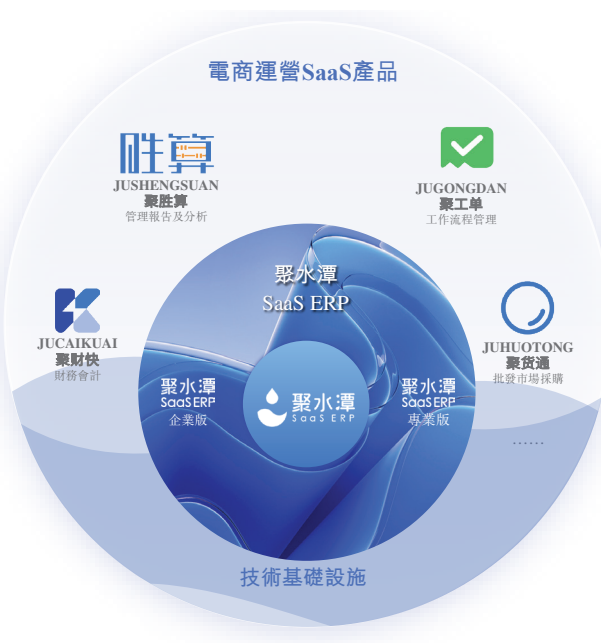 電商運營SaaS產品
胜算
JUSHENGSUAN
聚胜算
管理報告及分析
JUGONGDAN
聚工单
工作流程管理
聚水潭
SaaS ERP
JUCAIKUAI
聚财快
財務會計
JUHUOTONG
聚货通
批發市場採購
聚水潭
SaaS ERP
企業版
聚水潭
SaaS ERP
聚水潭
SaaS ERP
專業版
……
技術基礎設施